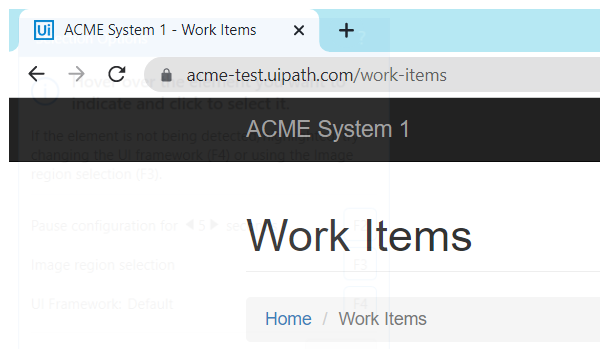 Ui ACME System 1 - Work Items
acme-test.uipath.com/work-items
Hover over the element you want to
indicate and click to select it.
If the element is not being detected
changing the UI framework (F4) or using the Image
region selection (F3).
ACME System 1
Pause configuration for 5 F2
Work Items
Image region selection F3
UI Framework: Default F4
Home / Work Items